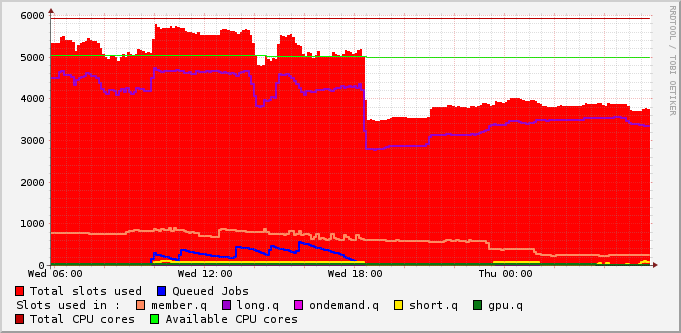 6000
5000
4000
3000
2000
1000
0
Wed 06:00 Wed 12:00 Wed 18:00 Thu 00:00
RRDTOOL / TOBI OETIKER
Total slots used Queued Jobs
Slots used in : member.q long.q ondemand.q short.q gpu.q
Total CPU cores Available CPU cores